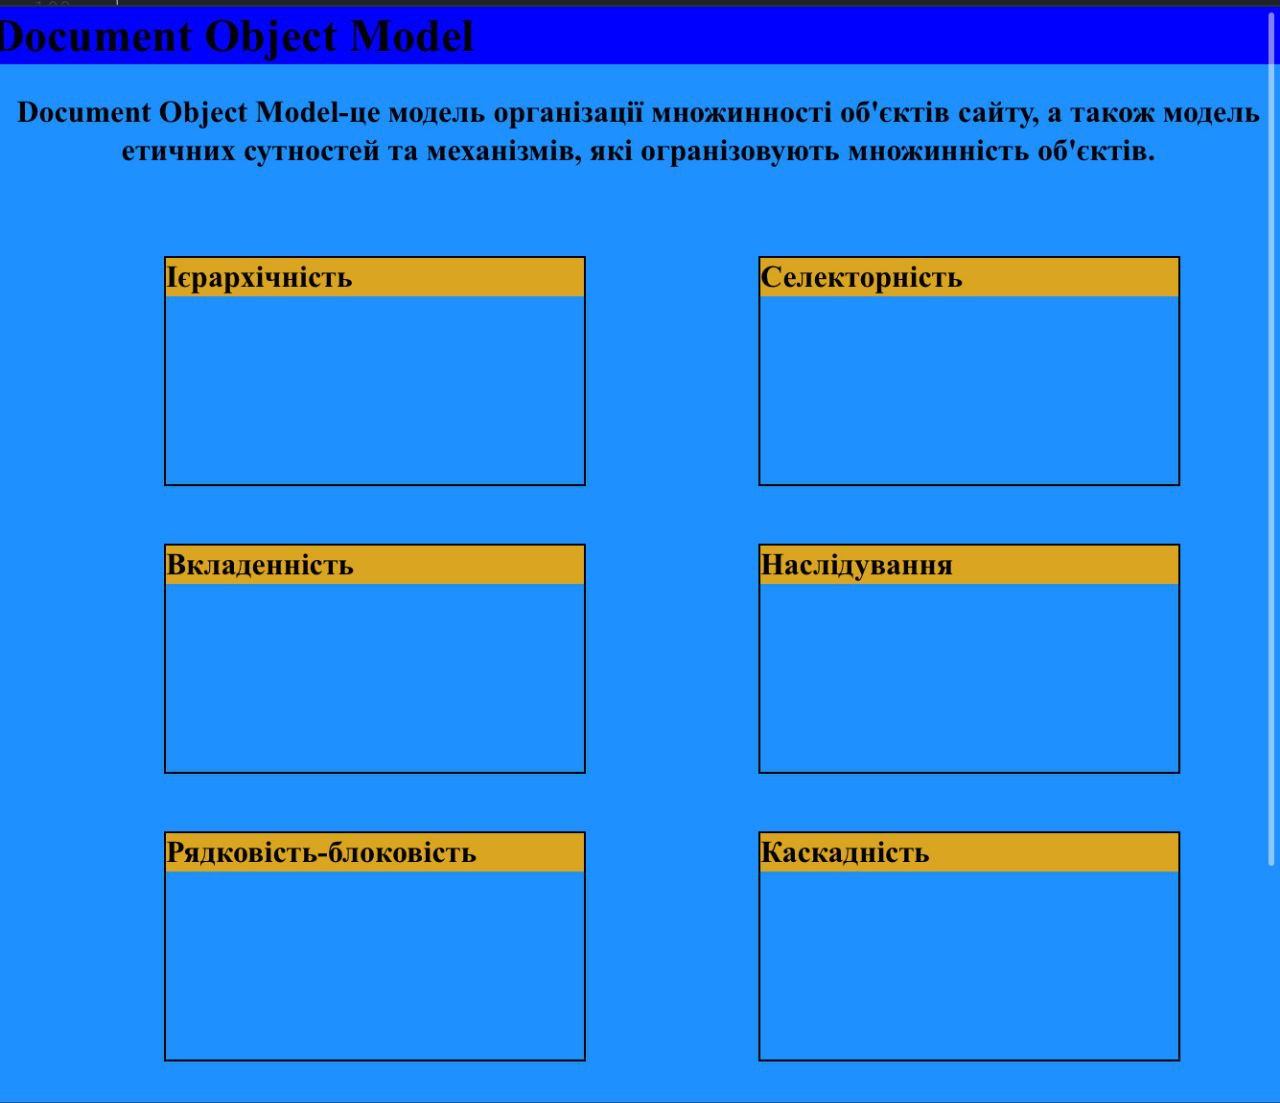 Document Object Model
Document Object Model-це модель організації множинності об'єктів сайту, а також модель
етичних сутностей та механізмів, які огранізовують множинність об'єктів.
Ієрархічність
Селекторність
Вкладенність
Наслідування
Рядковість-блоковість
Каскадність